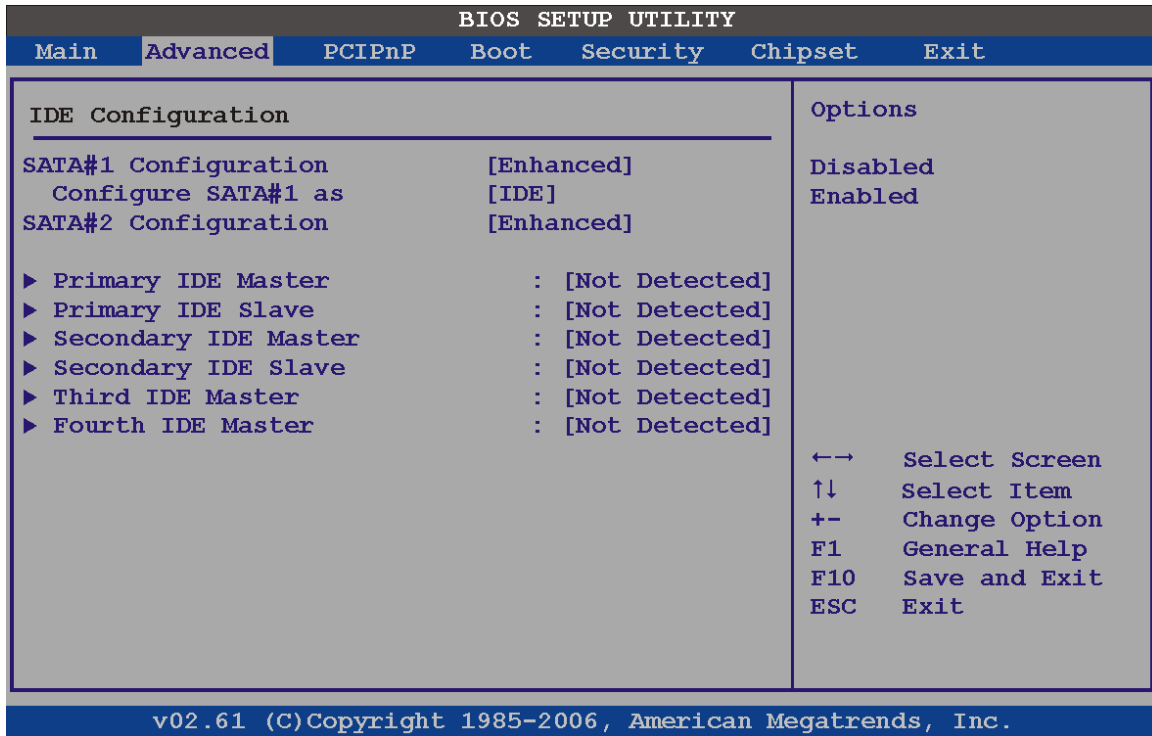 BIOS SETUP UTILITY
Main Advanced PCIPnP Boot Security Chipset Exit
IDE Configuration
SATA#1 Configuration [Enhanced]
Configure SATA#1 as [IDE]
SATA#2 Configuration [Enhanced]
▶ Primary IDE Master : [Not Detected]
▶ Primary IDE Slave : [Not Detected]
▶ Secondary IDE Master : [Not Detected]
▶ Secondary IDE Slave : [Not Detected]
▶ Third IDE Master : [Not Detected]
▶ Fourth IDE Master : [Not Detected]
Options
Disabled
Enabled
←→ Select Screen
↑↓ Select Item
+- Change Option
F1 General Help
F10 Save and Exit
ESC Exit
v02.61 (C)Copyright 1985-2006, American Megatrends, Inc.